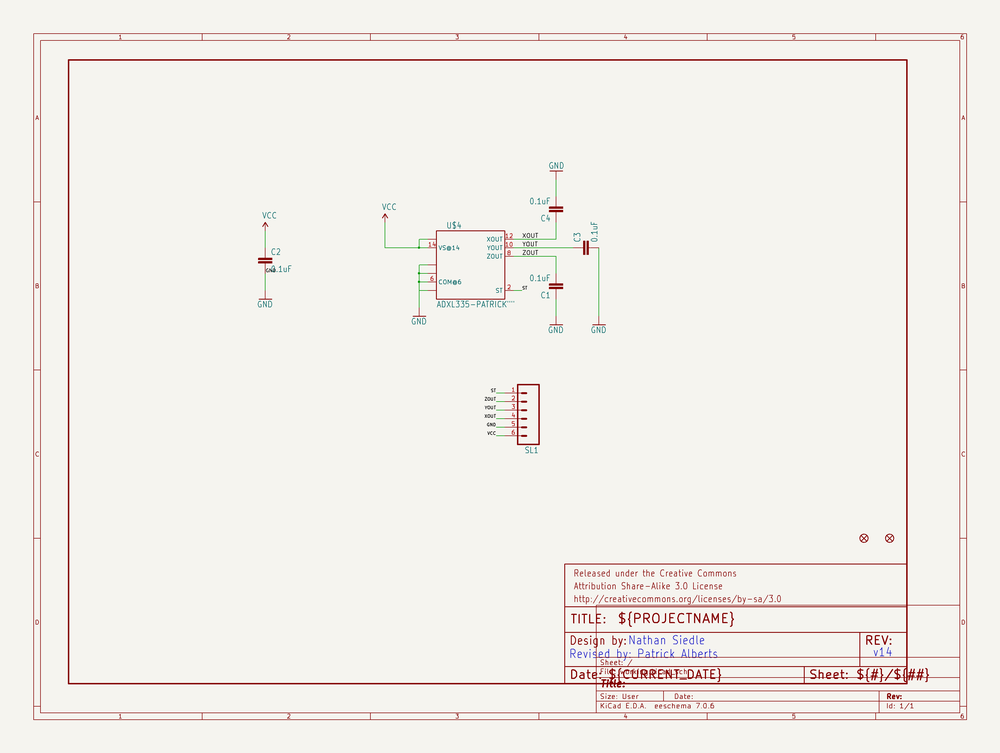 1 2 3 4 5 6
A A
B B
C C
D D
GND
0.1uF
C4
VCC
VCC
U$4
C3 0.1uF
12 XOUT
XOUT
14 VS@14
10 YOUT
YOUT
8 ZOUT
ZOUT
C2
0.1uF
GND
6 COM@6
ST 2 ST
0.1uF
C1
GND
ADXL335-PATRICK
GND
GND
GND
ST 1
ZOUT 2
YOUT 3
XOUT 4
GND 5
VCC 6
SL1
Released under the Creative Commons
Attribution Share-Alike 3.0 License
http://creativecommons.org/licenses/by-sa/3.0
TITLE: ${PROJECTNAME}
Design by: Nathan Siedle
REV:
Revised by: Patrick Alberts
v14
Sheet: /
Date: ${CURRENT_DATE}
Sheet: ${#}/${##}
Title:
Size: User Date: Rev:
KiCad E.D.A. eeschema 7.0.6 Id: 1/1
1 2 3 4 5 6